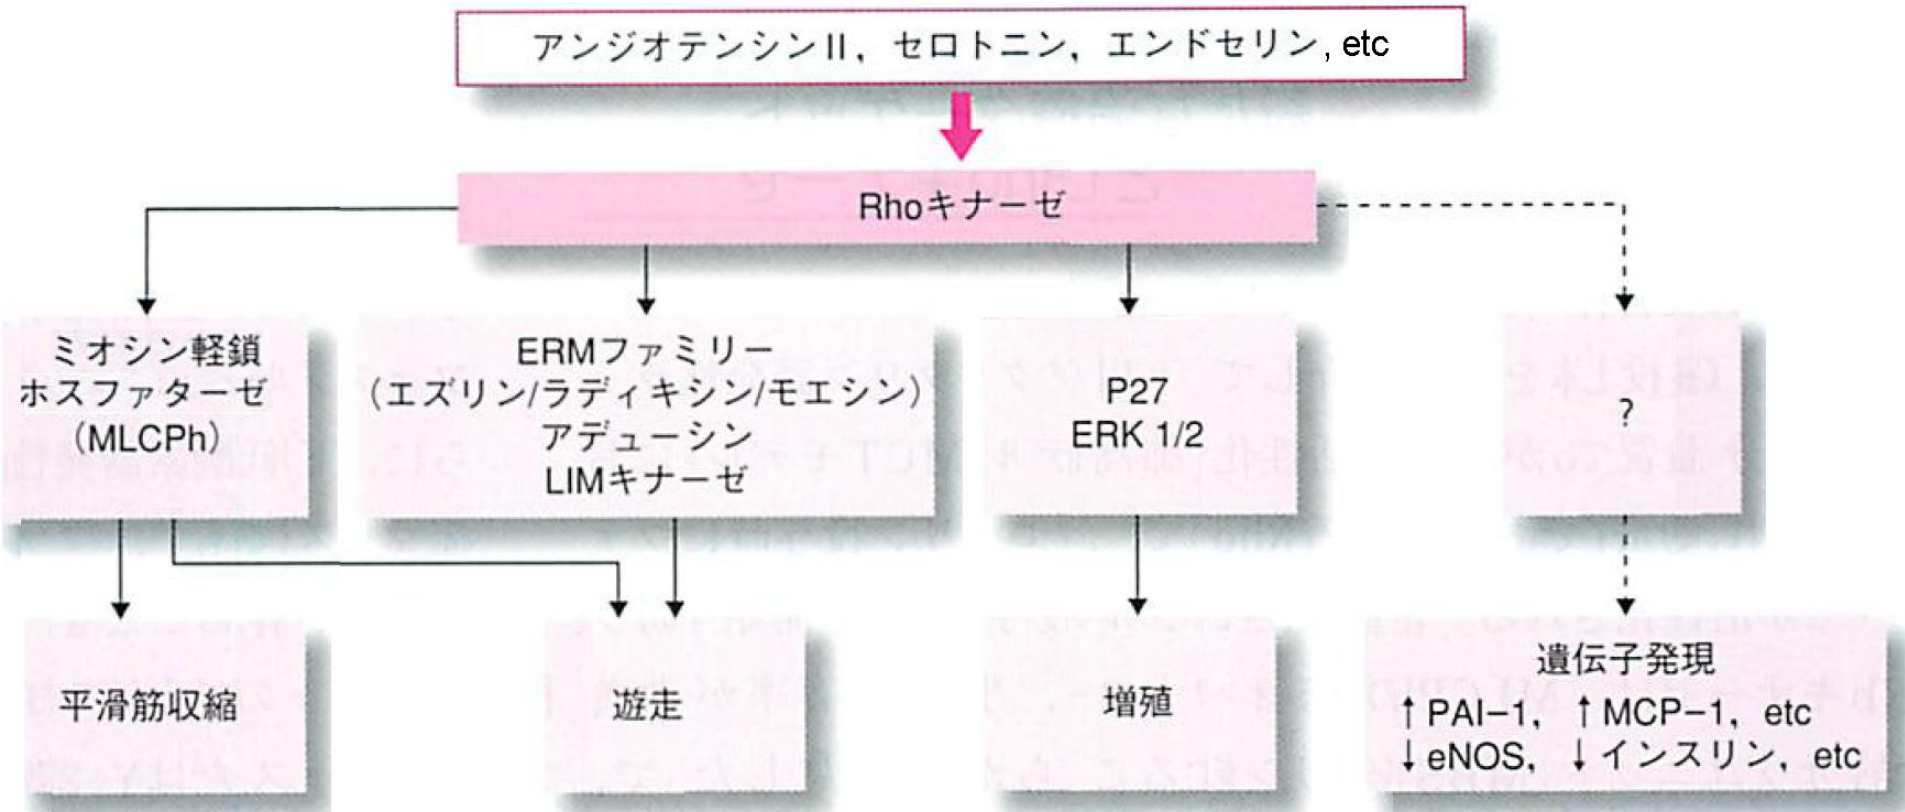 アンジオテンシンⅡ，セロトニン，エンドセリン, etc
Rhoキナーゼ
ミオシン軽鎖
ホスファターゼ
（MLCPh）
ERMファミリー
（エズリン/ラディキシン/モエシン）
アデューシン
LIMキナーゼ
P27
ERK 1/2
?
平滑筋収縮
遊走
増殖
遺伝子発現
↑PAI−1，↑MCP−1，etc
↓eNOS，↓インスリン，etc